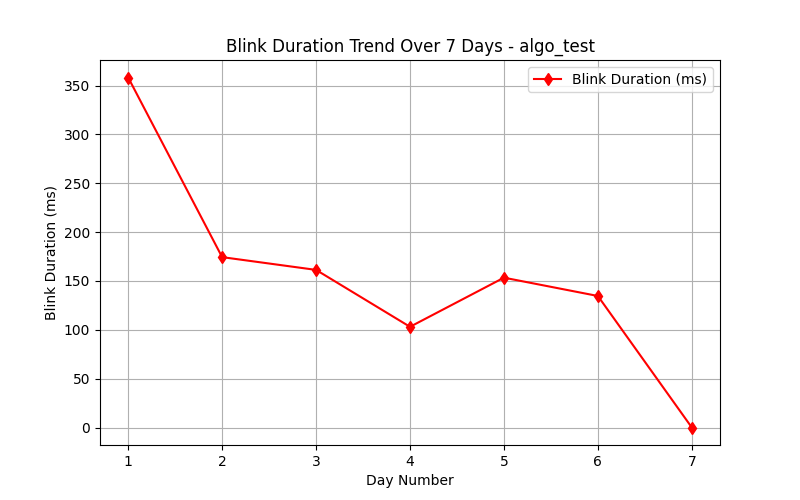 Blink Duration Trend Over 7 Days - algo_test
Blink Duration (ms)
350
300
250
200
150
100
50
0
Blink Duration (ms)
1 2 3 4 5 6 7
Day Number